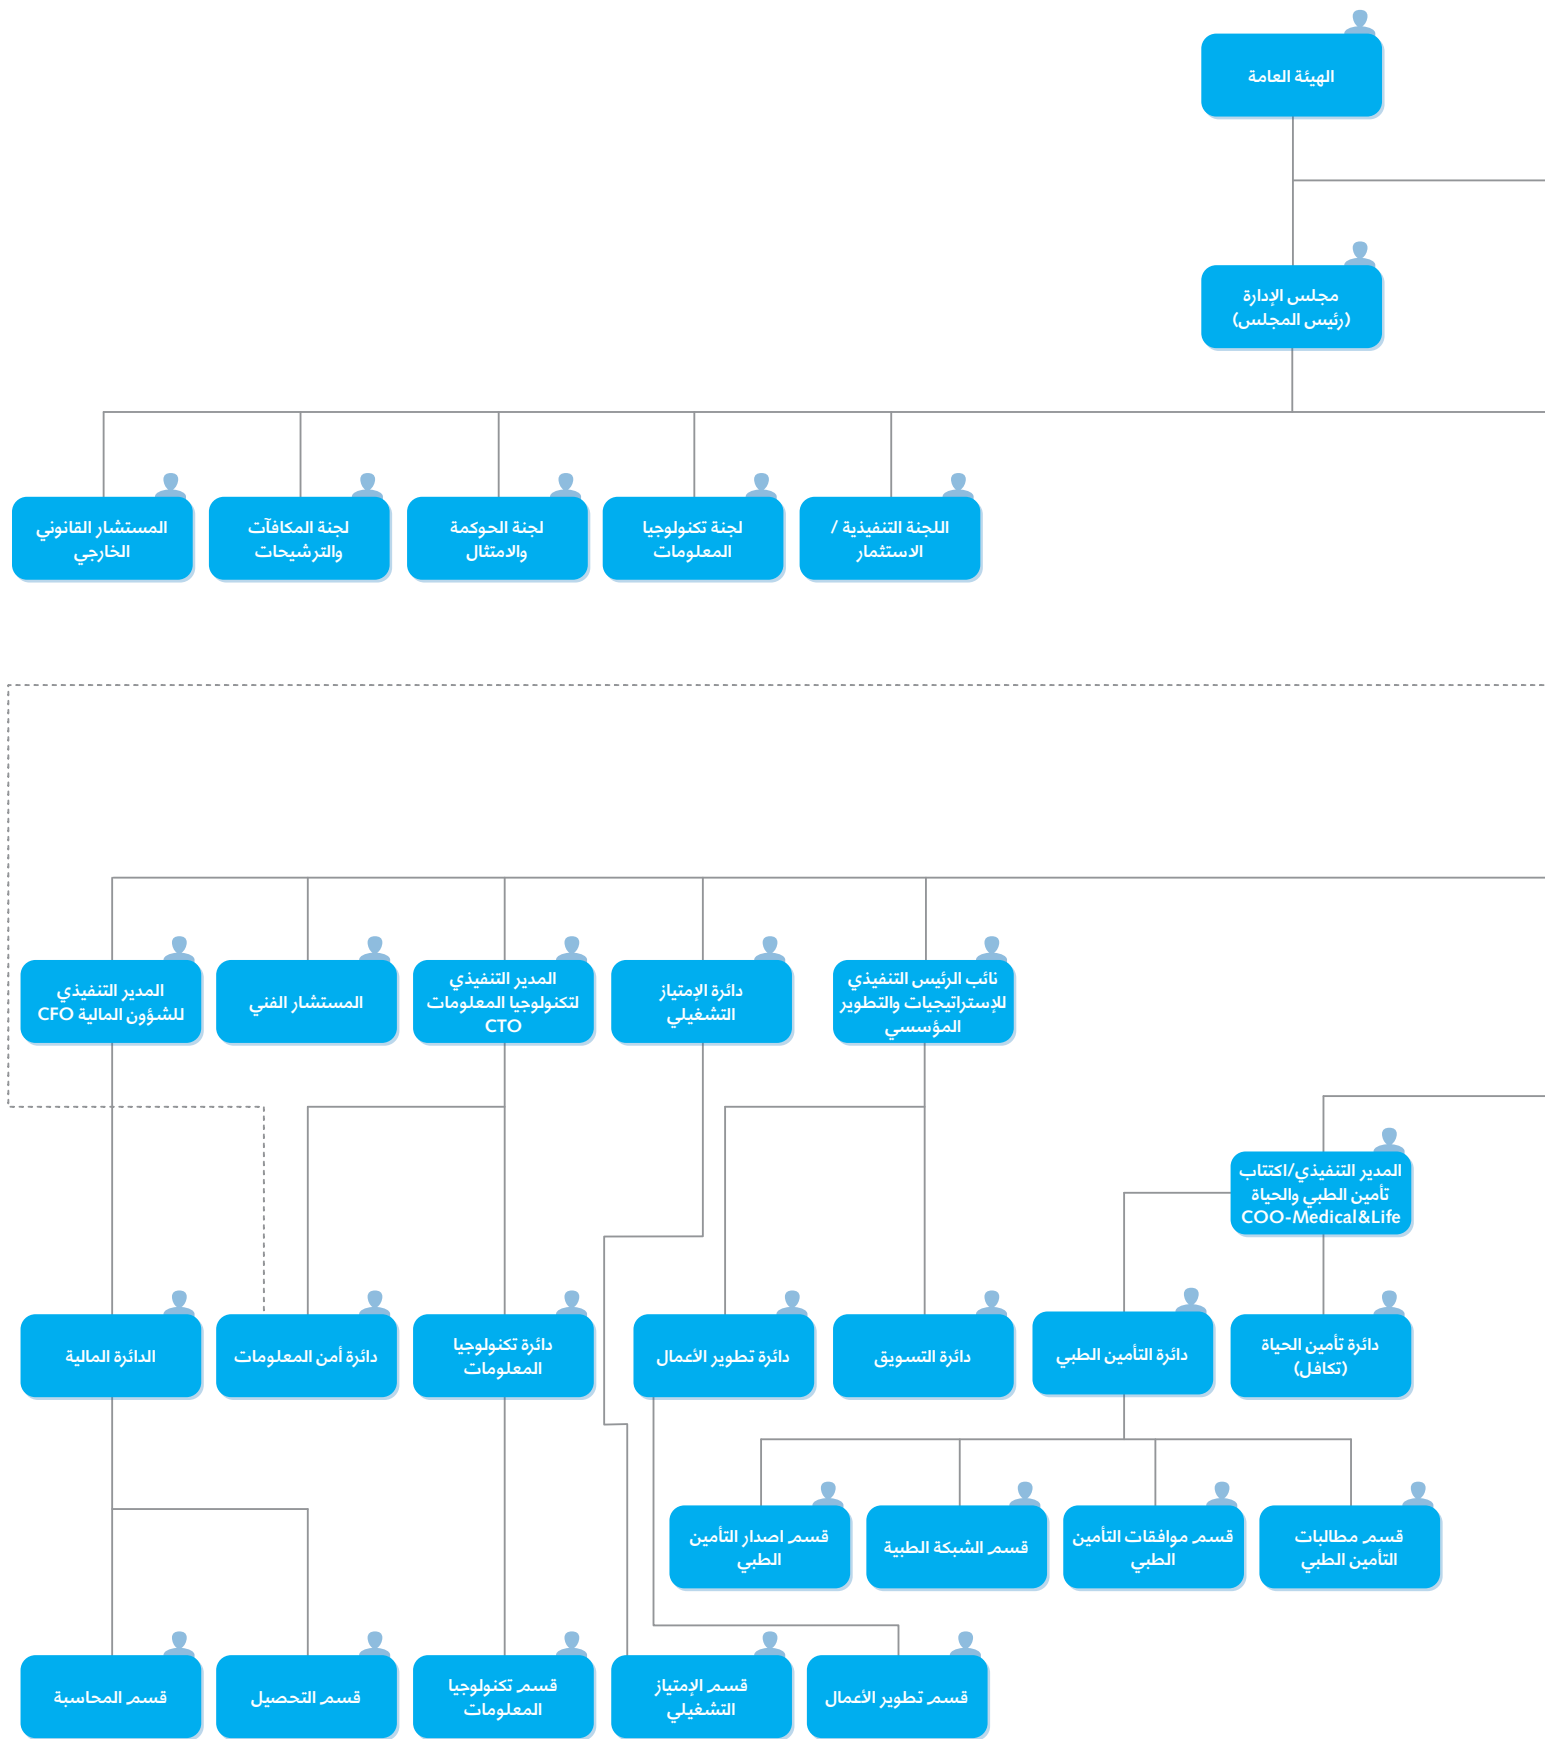 الهيئة العامة
مجلس الإدارة
(رئيس المجلس)
اللجنة التنفيذية /
الاستثمار
لجنة تكنولوجيا
المعلومات
لجنة الحوكمة
والامتثال
لجنة المكافآت
والترشيحات
المستشار القانوني
الخارجي
نائب الرئيس التنفيذي
للإستراتيجيات والتطوير
المؤسسي
دائرة الإمتياز
التشغيلي
المدير التنفيذي
لتكنولوجيا المعلومات
CTO
المستشار الفني
المدير التنفيذي
للشؤون المالية CFO
المدير التنفيذي/اكتتاب
تأمين الطبي والحياة
COO-Medical&Life
دائرة تأمين الحياة
(تكافل)
دائرة التأمين الطبي
دائرة التسويق
دائرة تطوير الأعمال
دائرة تكنولوجيا
المعلومات
دائرة أمن المعلومات
الدائرة المالية
قسم مطالبات
التأمين الطبي
قسم موافقات التأمين
الطبي
قسم الشبكة الطبية
قسم اصدار التأمين
الطبي
قسم تطوير الأعمال
قسم الإمتياز
التشغيلي
قسم تكنولوجيا
المعلومات
قسم التحصيل
قسم المحاسبة